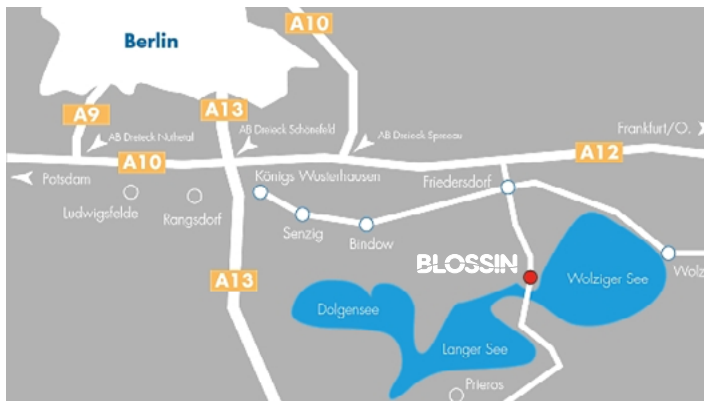 A10
Berlin
A9
A13
AB Dreieck Nuthetal
AB Dreieck Schönefeld
AB Dreieck Spreeau
Frankfurt/O.
A10
A12
Potsdam
Königs Wusterhausen
Friedersdorf
Ludwigsfelde
Rangsdorf
Senzig
Bindow
BLOSSIN
Wolziger See
Wolz
A13
Dolgensee
Langer See
Prieros